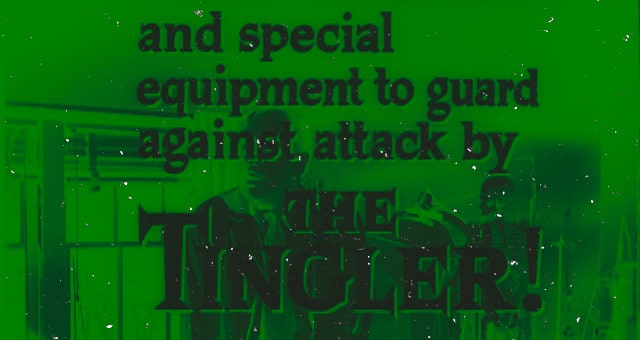 and special
equipment to guard
against attack by
THE
TINGLER!